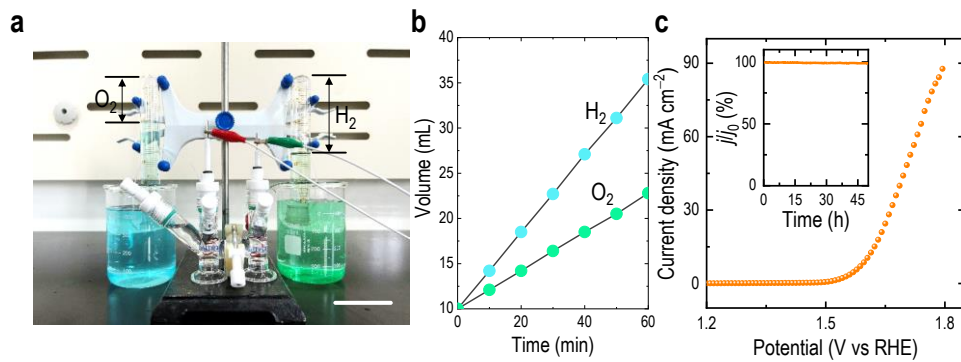 a
O2
H2
b
Volume (mL)
40
35
30
25
20
15
10
H2
O2
0
20
40
60
Time (min)
c
Current density (mA cm−2)
90
60
30
0
j/j0 (%)
100
50
0
0
15
30
45
Time (h)
1.2
1.5
1.8
Potential (V vs RHE)